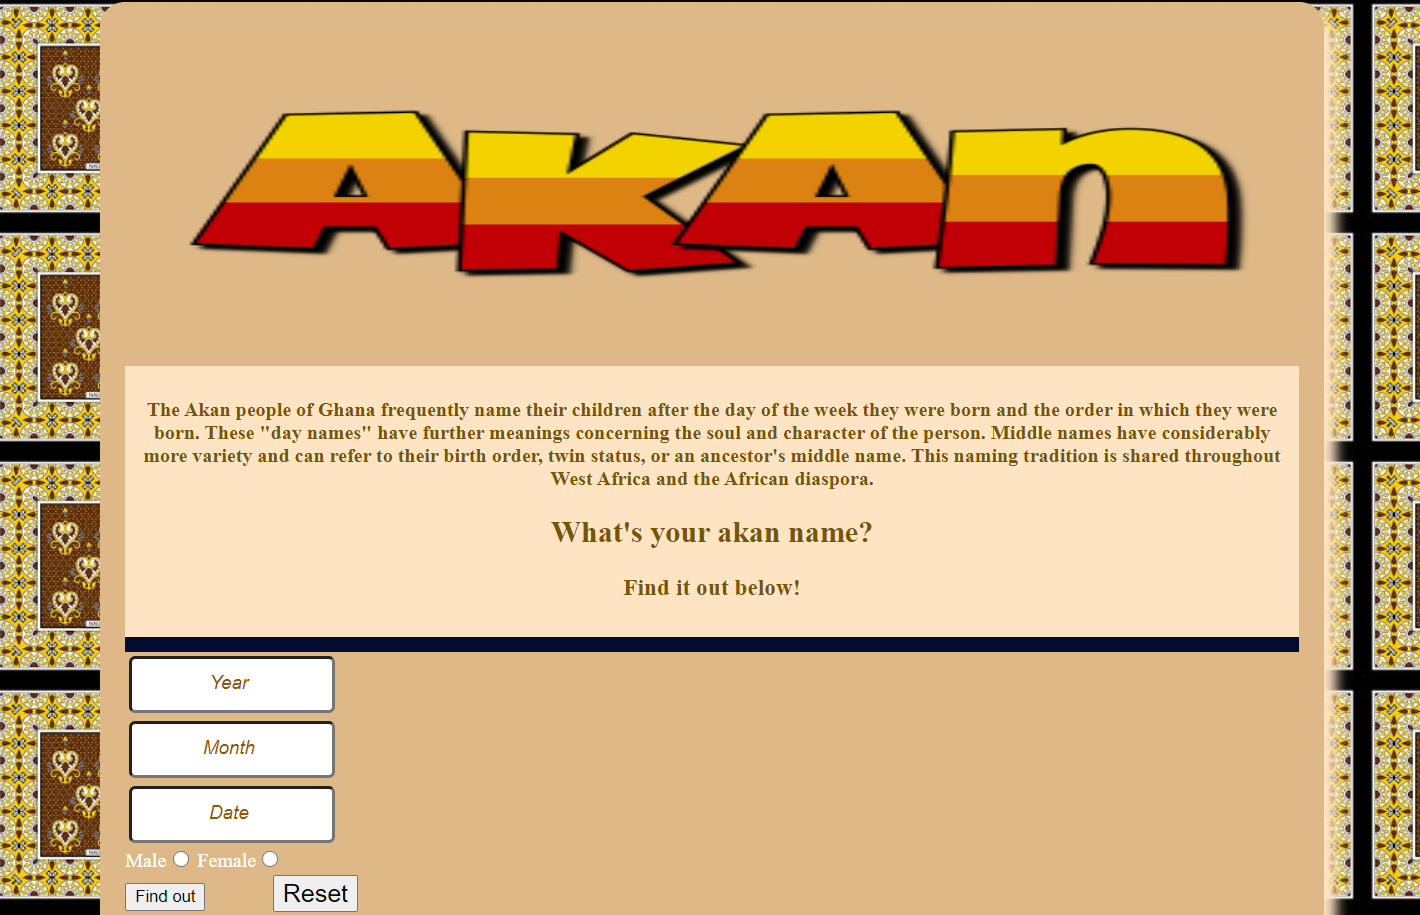 AKAn
The Akan people of Ghana frequently name their children after the day of the week they were born and the order in which they were
born. These "day names" have further meanings concerning the soul and character of the person. Middle names have considerably
more variety and can refer to their birth order, twin status, or an ancestor's middle name. This naming tradition is shared throughout
West Africa and the African diaspora.
What's your akan name?
Find it out below!
Year
Month
Date
Male Female
Find out Reset